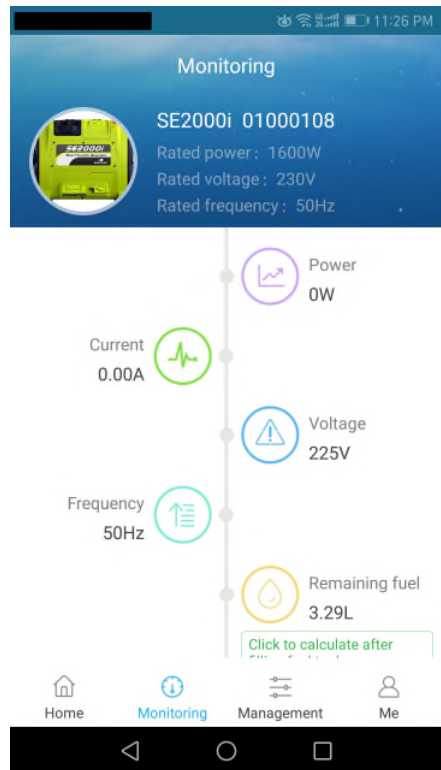 11:26 PM
Monitoring
SE2000i 01000108
Rated power: 1600W
Rated voltage: 230V
Rated frequency: 50Hz
SE2000i
Power
0W
Current
0.00A
Voltage
225V
Frequency
50Hz
Remaining fuel
3.29L
Click to calculate after
Home
Monitoring
Management
Me